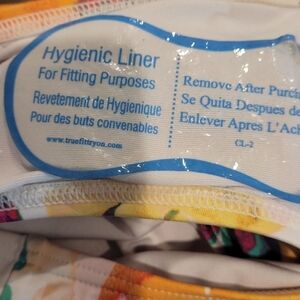 Hygienic Liner
For Fitting Purposes
Revetement de Hygienique
Pour des buts convenables
www.truefittryon.com
Remove After Purch
Se Quita Despues de
Enlever Apres L'Ach
CL-2